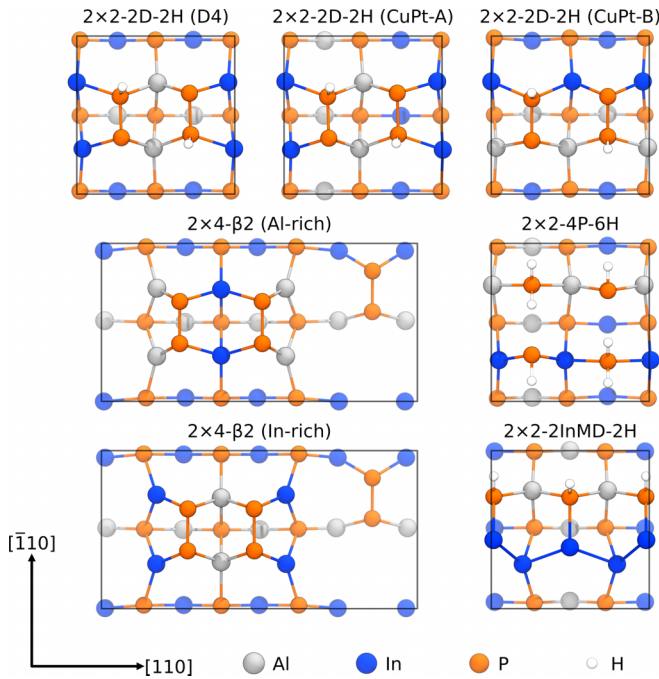 2×2-2D-2H (D4) 2×2-2D-2H (CuPt-A) 2×2-2D-2H (CuPt-B)
2×4-β2 (Al-rich) 2×2-4P-6H
2×4-β2 (In-rich) 2×2-2InMD-2H
[1̄10]
[110] Al In P H